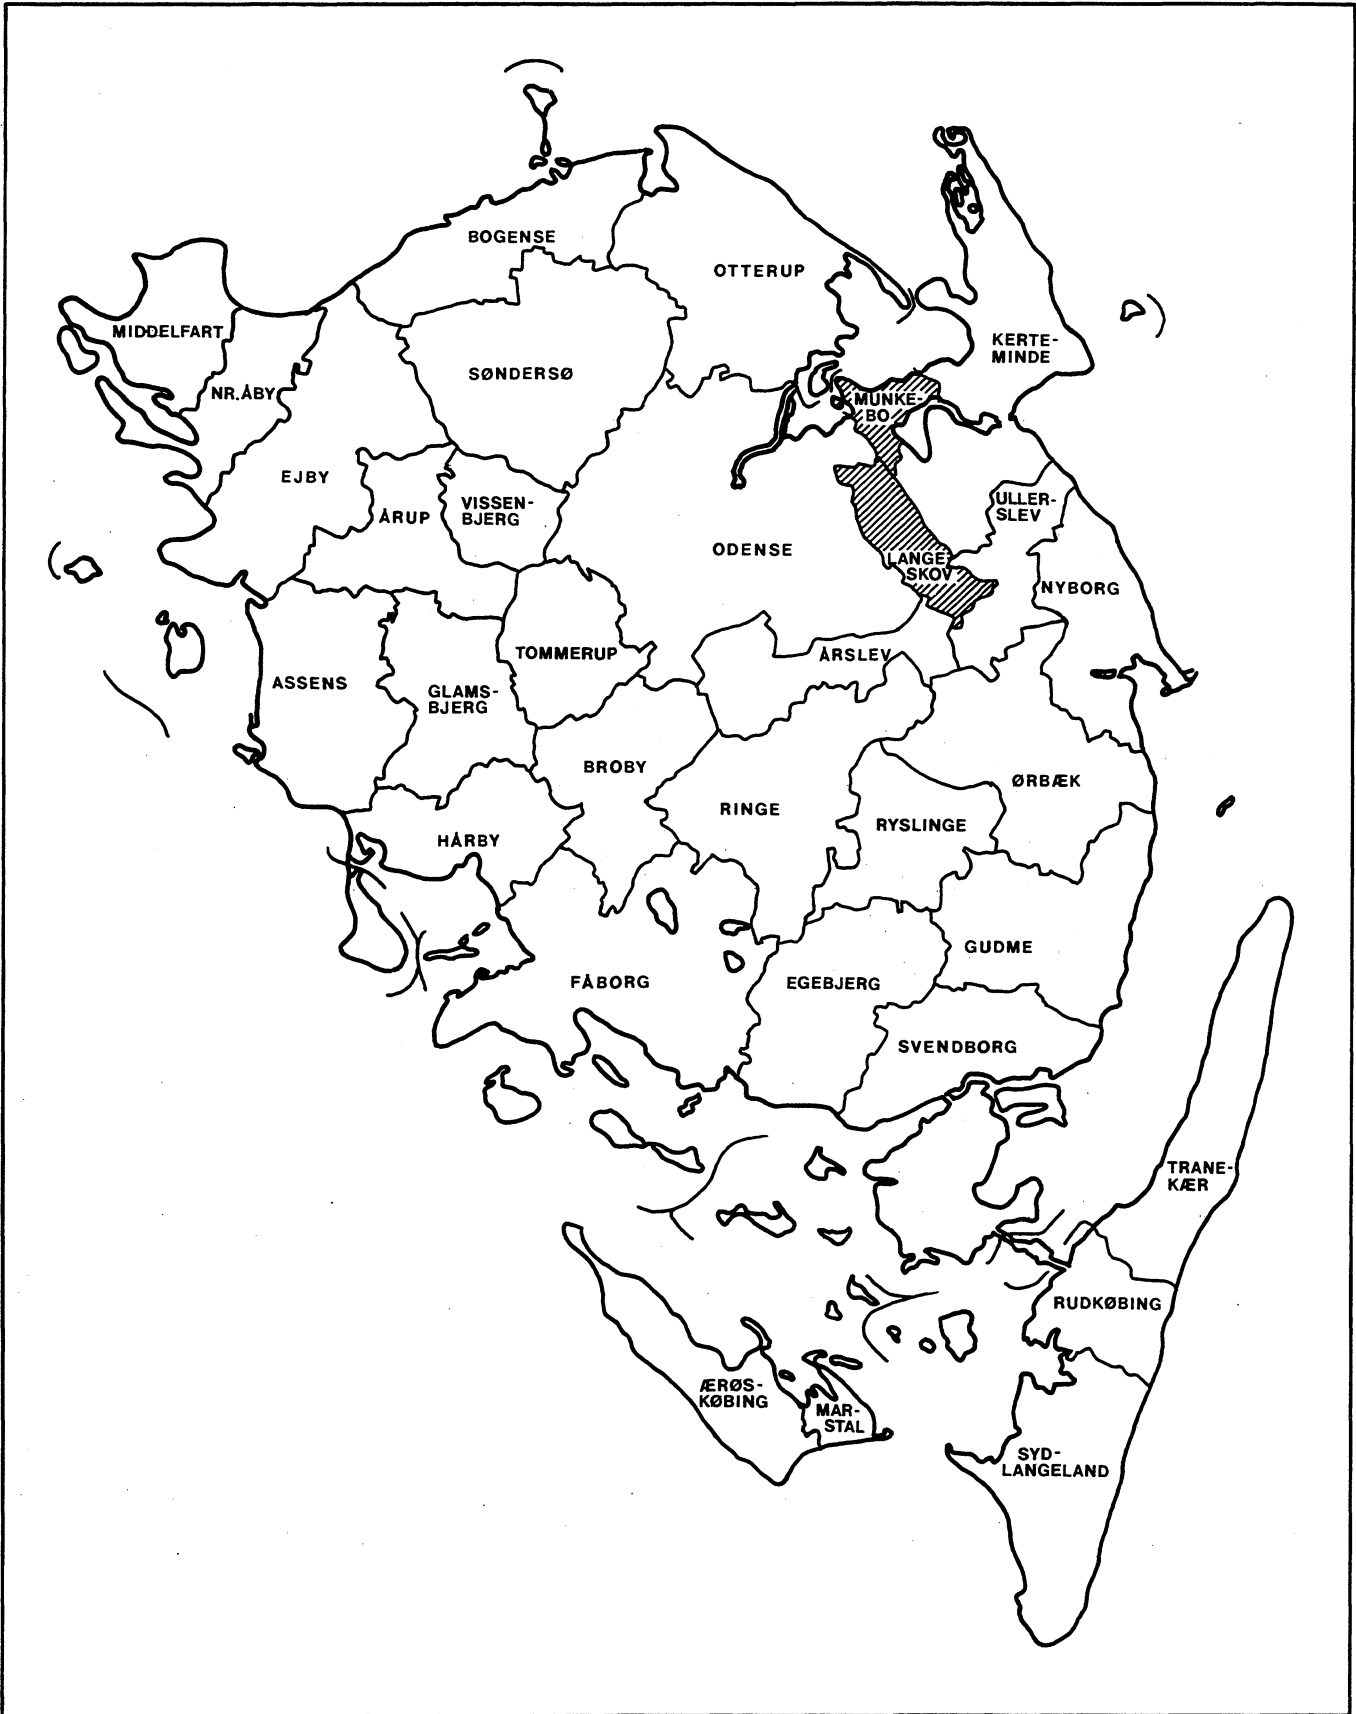 BOGENSE
OTTERUP
MIDDELFART
KERTE-
MINDE
SØNDERSØ
NR.ÅBY
MUNKE-
BO
EJBY
ÅRUP
VISSEN-
BJERG
ULLER-
SLEV
ODENSE
LANGE
SKOV
NYBORG
TOMMERUP
ÅRSLEV
ASSENS
GLAMS-
BJERG
BROBY
ØRBÆK
RINGE
RYSLINGE
HÅRBY
GUDME
FÅBORG
EGEBJERG
SVENDBORG
TRANE-
KÆR
RUDKØBING
ÆRØS-
KØBING
MAR-
STAL
SYD-
LANGELAND